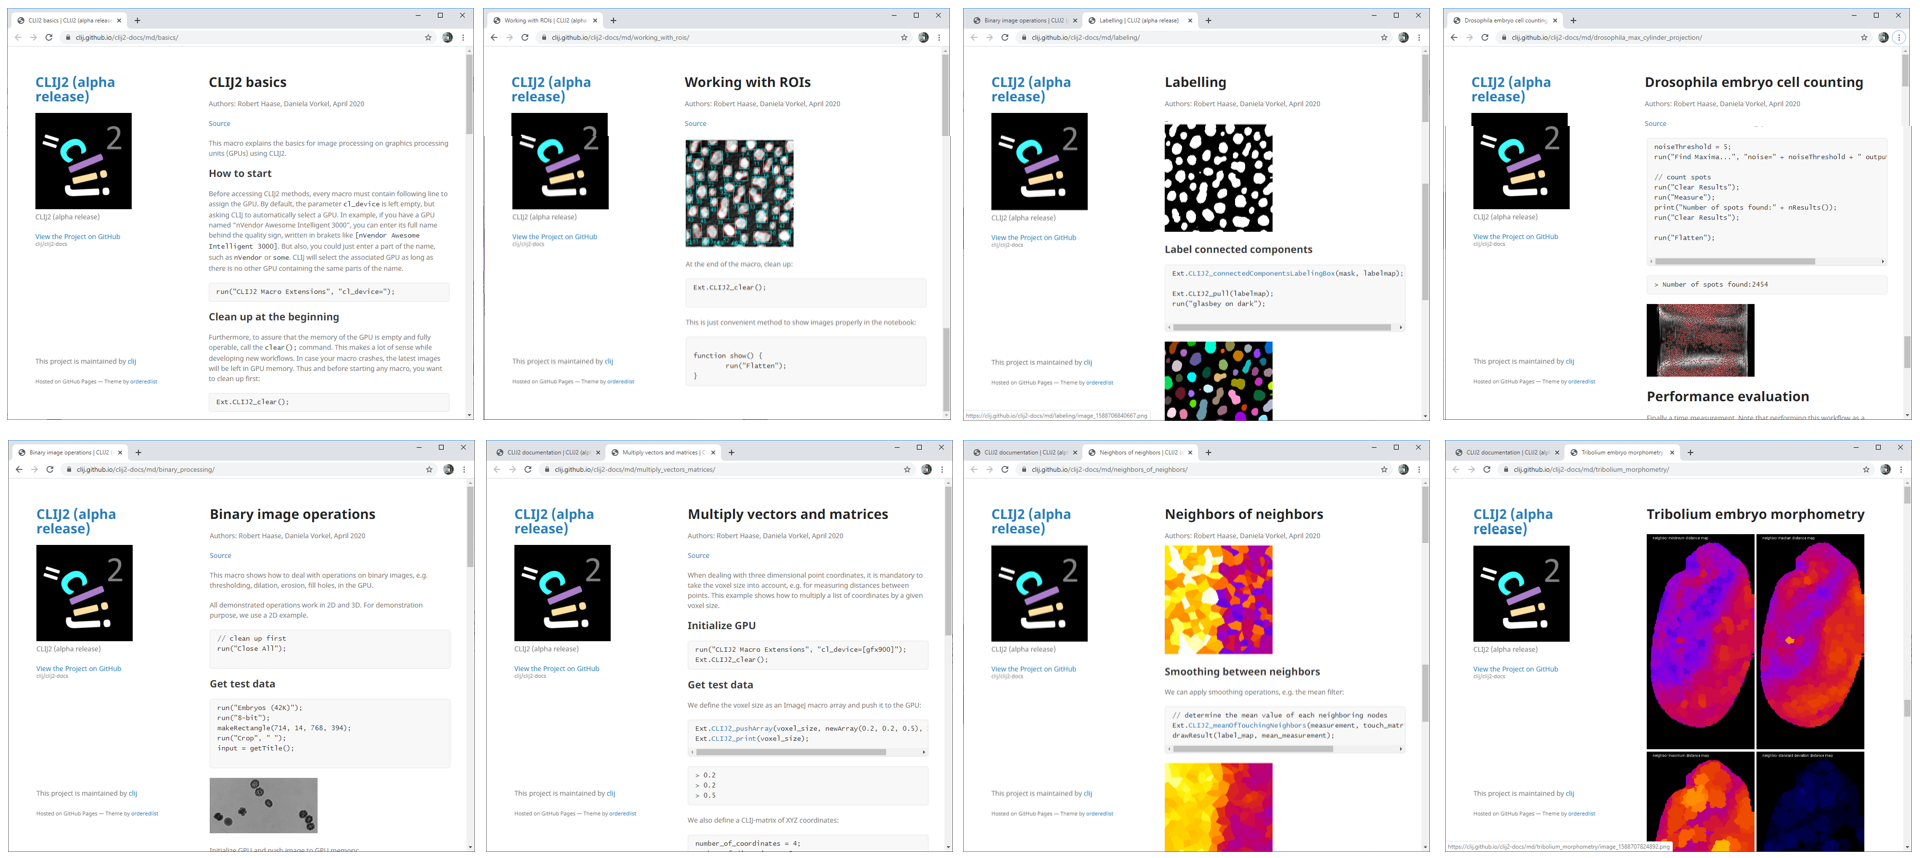 CLIJ2 basics | CLIJ2 (alpha releas
clij.github.io/clij2-docs/md/basics/
CLIJ2 (alpha
release)
2
CLIJ2 (alpha release)
View the Project on GitHub
clij/clij2-docs
This project is maintained by clij
Hosted on GitHub Pages — Theme by orderedlist
CLIJ2 basics
Authors: Robert Haase, Daniela Vorkel, April 2020
Source
This macro explains the basics for image processing on graphics processing
units (GPUs) using CLIJ2.
How to start
Before accessing CLIJ2 methods, every macro must contain following line to
assign the GPU. By default, the parameter cl_device is left empty, but
asking CLIJ to automatically select a GPU. In example, if you have a GPU
named "nVendor Awesome Intelligent 3000", you can enter its full name
behind the quality sign, written in brakets like [nVendor Awesome
Intelligent 3000]. But also, you could just enter a part of the name,
such as nVendor or some. CLIJ will select the associated GPU as long as
there is no other GPU containing the same parts of the name.
run("CLIJ2 Macro Extensions", "cl_device=");
Clean up at the beginning
Furthermore, to assure that the memory of the GPU is empty and fully
operable, call the clear(); command. This makes a lot of sense while
developing new workflows. In case your macro crashes, the latest images
will be left in GPU memory. Thus and before starting any macro, you want
to clean up first:
Ext.CLIJ2_clear();
Working with ROIs | CLIJ2 (alpha
clij.github.io/clij2-docs/md/working_with_rois/
CLIJ2 (alpha
release)
2
CLIJ2 (alpha release)
View the Project on GitHub
clij/clij2-docs
This project is maintained by clij
Hosted on GitHub Pages — Theme by orderedlist
Working with ROIs
Authors: Robert Haase, Daniela Vorkel, April 2020
Source
At the end of the macro, clean up:
Ext.CLIJ2_clear();
This is just convenient method to show images properly in the notebook:
function show() {
run("Flatten");
}
Binary image operations | CLIJ2 (
Labelling | CLIJ2 (alpha release)
clij.github.io/clij2-docs/md/labeling/
CLIJ2 (alpha
release)
2
CLIJ2 (alpha release)
View the Project on GitHub
clij/clij2-docs
This project is maintained by clij
Hosted on GitHub Pages — Theme by orderedlist
https://clij.github.io/clij2-docs/md/labeling/image_1588706840667.png
Labelling
Authors: Robert Haase, Daniela Vorkel, April 2020
Label connected components
Ext.CLIJ2_connectedComponentsLabelingBox(mask, labelmap);
Ext.CLIJ2_pull(labelmap);
run("glasbey on dark");
Drosophila embryo cell counting
clij.github.io/clij2-docs/md/drosophila_max_cylinder_projection/
CLIJ2 (alpha
release)
2
CLIJ2 (alpha release)
View the Project on GitHub
clij/clij2-docs
This project is maintained by clij
Hosted on GitHub Pages — Theme by orderedlist
Drosophila embryo cell counting
Authors: Robert Haase, Daniela Vorkel, April 2020
Source
noiseThreshold = 5;
run("Find Maxima...", "noise=" + noiseThreshold + " outpu
// count spots
run("Clear Results");
run("Measure");
print("Number of spots found:" + nResults());
run("Clear Results");
run("Flatten");
> Number of spots found:2454
Performance evaluation
Finally a time measurement. Note that performing this workflow as a
Binary image operations | CLIJ2 (
clij.github.io/clij2-docs/md/binary_processing/
CLIJ2 (alpha
release)
2
CLIJ2 (alpha release)
View the Project on GitHub
clij/clij2-docs
This project is maintained by clij
Hosted on GitHub Pages — Theme by orderedlist
Binary image operations
Authors: Robert Haase, Daniela Vorkel, April 2020
Source
This macro shows how to deal with operations on binary images, e.g.
thresholding, dilation, erosion, fill holes, in the GPU.
All demonstrated operations work in 2D and 3D. For demonstration
purpose, we use a 2D example.
// clean up first
run("Close All");
Get test data
run("Embryos (42K)");
run("8-bit");
makeRectangle(714, 14, 768, 394);
run("Crop", " ");
input = getTitle();
Initialize GPU and push image to GPU memory:
CLIJ2 documentation | CLIJ2 (alp
Multiply vectors and matrices | C
clij.github.io/clij2-docs/md/multiply_vectors_matrices/
CLIJ2 (alpha
release)
2
CLIJ2 (alpha release)
View the Project on GitHub
clij/clij2-docs
This project is maintained by clij
Hosted on GitHub Pages — Theme by orderedlist
Multiply vectors and matrices
Authors: Robert Haase, Daniela Vorkel, April 2020
Source
When dealing with three dimensional point coordinates, it is mandatory to
take the voxel size into account, e.g. for measuring distances between
points. This example shows how to multiply a list of coordinates by a given
voxel size.
Initialize GPU
run("CLIJ2 Macro Extensions", "cl_device=[gfx900]");
Ext.CLIJ2_clear();
Get test data
We define the voxel size as an ImageJ macro array and push it to the GPU:
Ext.CLIJ2_pushArray(voxel_size, newArray(0.2, 0.2, 0.5),
Ext.CLIJ2_print(voxel_size);
> 0.2
> 0.2
> 0.5
We also define a CLIJ-matrix of XYZ coordinates:
number_of_coordinates = 4;
CLIJ2 documentation | CLIJ2 (alp
Neighbors of neighbors | CLIJ2 (
clij.github.io/clij2-docs/md/neighbors_of_neighbors/
CLIJ2 (alpha
release)
2
CLIJ2 (alpha release)
View the Project on GitHub
clij/clij2-docs
This project is maintained by clij
Hosted on GitHub Pages — Theme by orderedlist
Neighbors of neighbors
Authors: Robert Haase, Daniela Vorkel, April 2020
Smoothing between neighbors
We can apply smoothing operations, e.g. the mean filter:
// determine the mean value of each neighboring nodes
Ext.CLIJ2_meanOfTouchingNeighbors(measurement, touch_matr
drawResult(label_map, mean_measurement);
CLIJ2 documentation | CLIJ2 (alp
Tribolium embryo morphometry
clij.github.io/clij2-docs/md/tribolium_morphometry/
CLIJ2 (alpha
release)
2
CLIJ2 (alpha release)
View the Project on GitHub
clij/clij2-docs
This project is maintained by clij
Hosted on GitHub Pages — Theme by orderedlist
https://clij.github.io/clij2-docs/md/tribolium_morphometry/image_1588707824892.png
Tribolium embryo morphometry
neighbor minimum distance map
neighbor median distance map
neighbor maximum distance map
neighbor standard deviation distance map